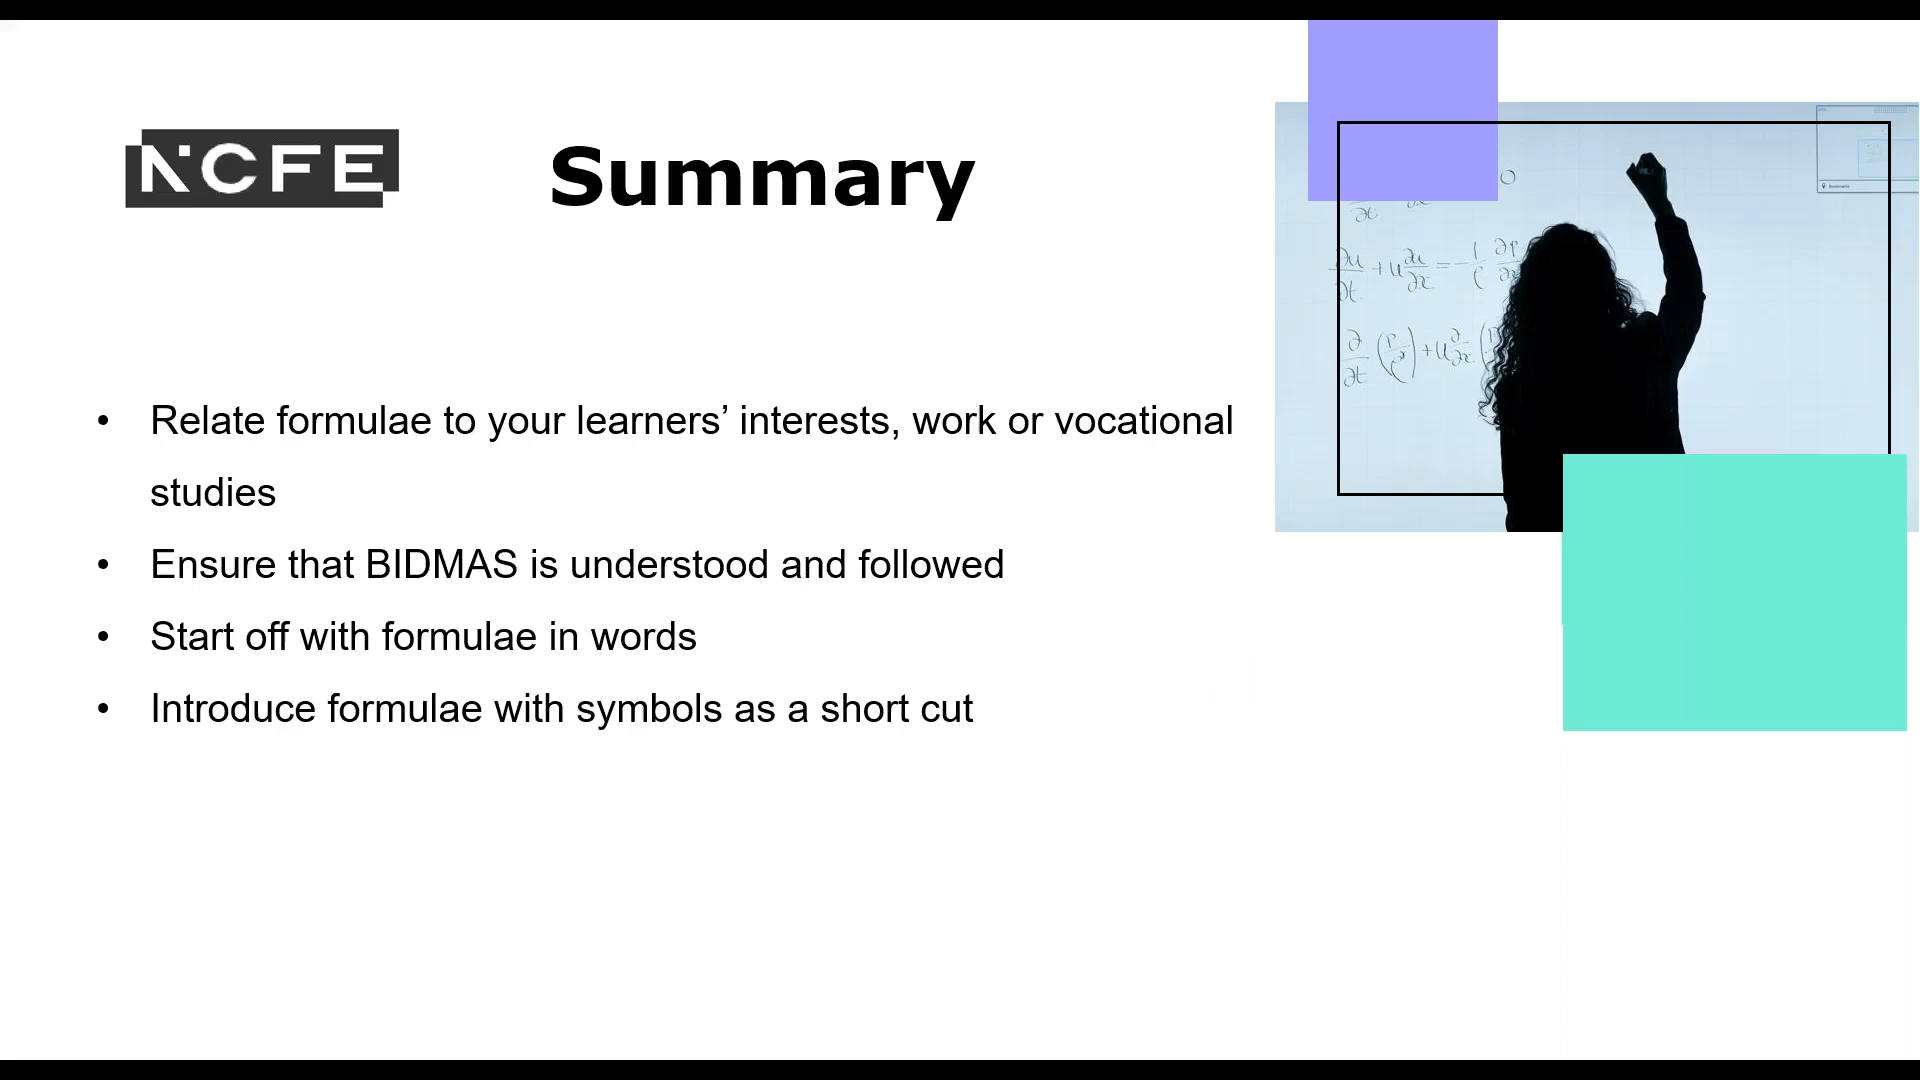 NCFE
Summary
• Relate formulae to your learners’ interests, work or vocational
studies
• Ensure that BIDMAS is understood and followed
• Start off with formulae in words
• Introduce formulae with symbols as a short cut